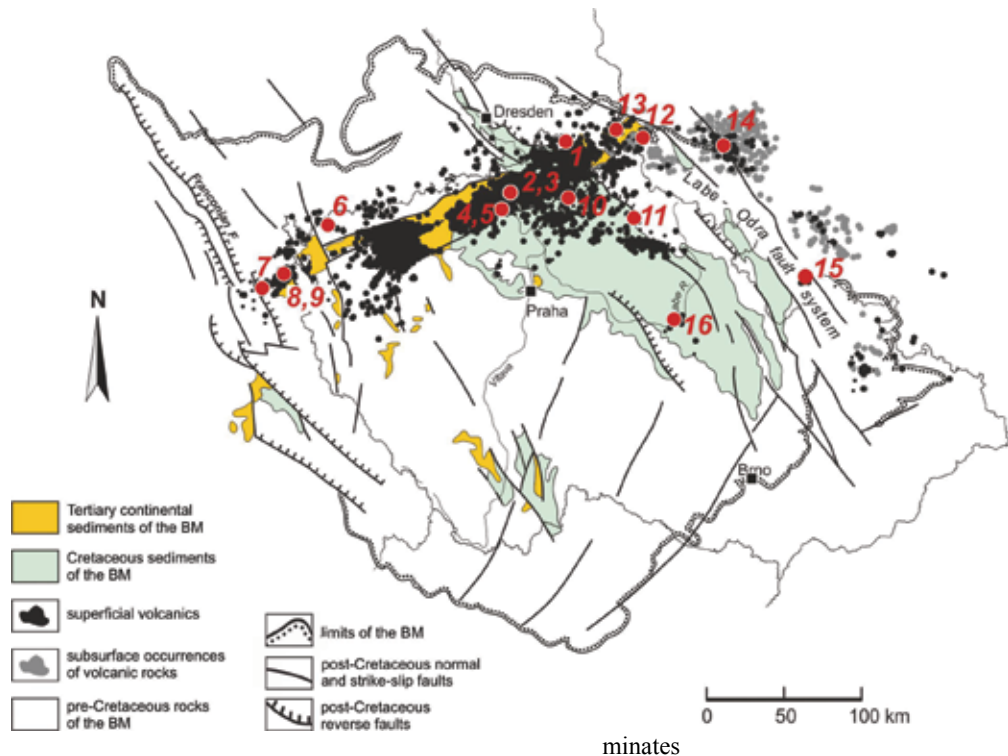 Dresden
13
12
14
1
2,3
4,5
10
11
6
7
8,9
15
16
Franconian F.
Labe - Odra fault system
Labe R.
Praha
Vltava
Brno
N
Tertiary continental
sediments of the BM
Cretaceous sediments
of the BM
superficial volcanics
subsurface occurrences
of volcanic rocks
pre-Cretaceous rocks
of the BM
limits of the BM
post-Cretaceous normal
and strike-slip faults
post-Cretaceous
reverse faults
0 50 100 km
minates